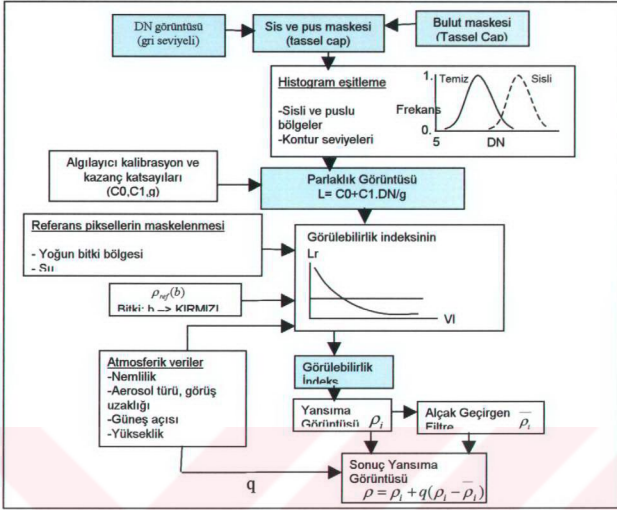 DN görüntüsü
(gri seviyeli)
Sis ve pus maskesi
(tassel cap)
Bulut maskesi
(Tassel Cap)
Histogram eşitleme
-Sisli ve puslu
bölgeler
-Kontur seviyeleri
1.
Temiz
Sisli
Frekans
0.
5
DN
Algılayıcı kalibrasyon ve
kazanç katsayıları
(C0,C1,g)
Parlaklık Görüntüsü
L= C0+C1.DN/g
Referans piksellerin maskelenmesi
- Yoğun bitki bölgesi
- Su
Görülebilirlik indeksinin
Lr
VI
ρref(b)
Bitki: b –> KIRMIZI
Atmosferik veriler
-Nemlilik
-Aerosol türü, görüş
uzaklığı
-Güneş açısı
-Yükseklik
Görülebilirlik
İndeks
Yansıma
Görüntüsü ρi
Alçak Geçirgen
Filtre ρ̅i
q
Sonuç Yansıma
Görüntüsü
ρ = ρi + q(ρi − ρ̅i)